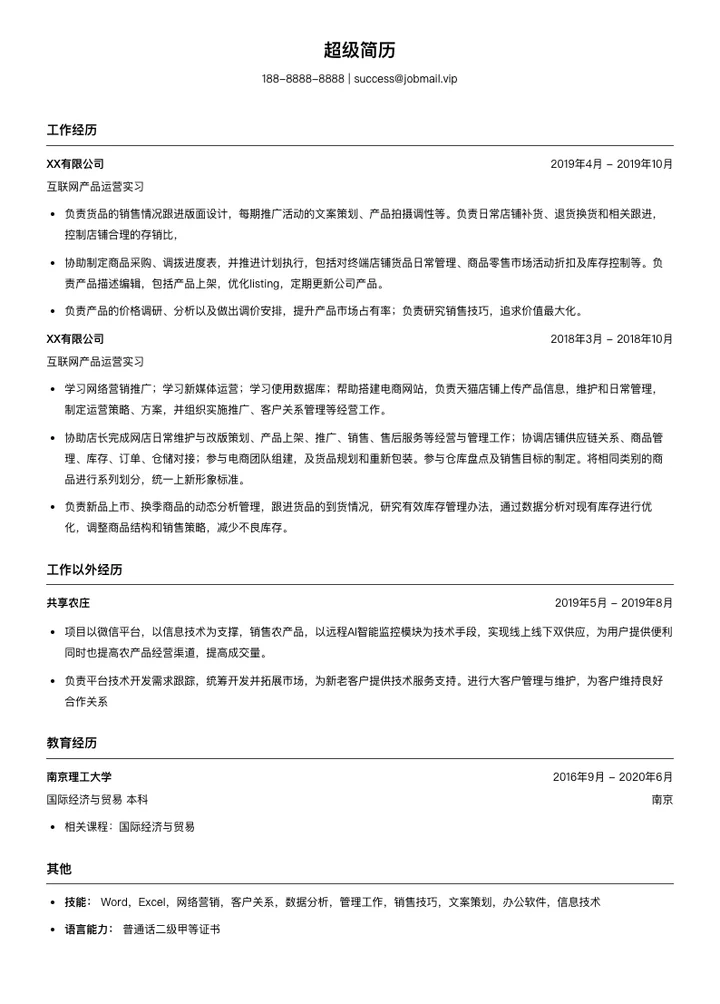 超级简历
188-8888-8888 | success@jobmail.vip
工作经历
XX有限公司 2019年4月 – 2019年10月
互联网产品运营实习
• 负责货品的销售情况跟进版面设计，每期推广活动的文案策划、产品拍摄调性等。负责日常店铺补货、退货换货和相关跟进，
控制店铺合理的存销比，
• 协助制定商品采购、调拨进度表，并推进计划执行，包括对终端店铺货品日常管理、商品零售市场活动折扣及库存控制等。负
责产品描述编辑，包括产品上架，优化listing，定期更新公司产品。
• 负责产品的价格调研、分析以及做出调价安排，提升产品市场占有率；负责研究销售技巧，追求价值最大化。
XX有限公司 2018年3月 – 2018年10月
互联网产品运营实习
• 学习网络营销推广；学习新媒体运营；学习使用数据库；帮助搭建电商网站，负责天猫店铺上传产品信息，维护和日常管理，
制定运营策略、方案，并组织实施推广、客户关系管理等经营工作。
• 协助店长完成网店日常维护与改版策划、产品上架、推广、销售、售后服务等经营与管理工作；协调店铺供应链关系、商品管
理、库存、订单、仓储对接；参与电商团队组建，及货品规划和重新包装。参与仓库盘点及销售目标的制定。将相同类别的商
品进行系列划分，统一上新形象标准。
• 负责新品上市、换季商品的动态分析管理，跟进货品的到货情况，研究有效库存管理办法，通过数据分析对现有库存进行优
化，调整商品结构和销售策略，减少不良库存。
工作以外经历
共享农庄 2019年5月 – 2019年8月
• 项目以微信平台，以信息技术为支撑，销售农产品，以远程AI智能监控模块为技术手段，实现线上线下双供应，为用户提供便利
同时也提高农产品经营渠道，提高成交量。
• 负责平台技术开发需求跟踪，统筹开发并拓展市场，为新老客户提供技术服务支持。进行大客户管理与维护，为客户维持良好
合作关系
教育经历
南京理工大学 2016年9月 – 2020年6月
国际经济与贸易 本科 南京
• 相关课程：国际经济与贸易
其他
• 技能： Word，Excel，网络营销，客户关系，数据分析，管理工作，销售技巧，文案策划，办公软件，信息技术
• 语言能力： 普通话二级甲等证书